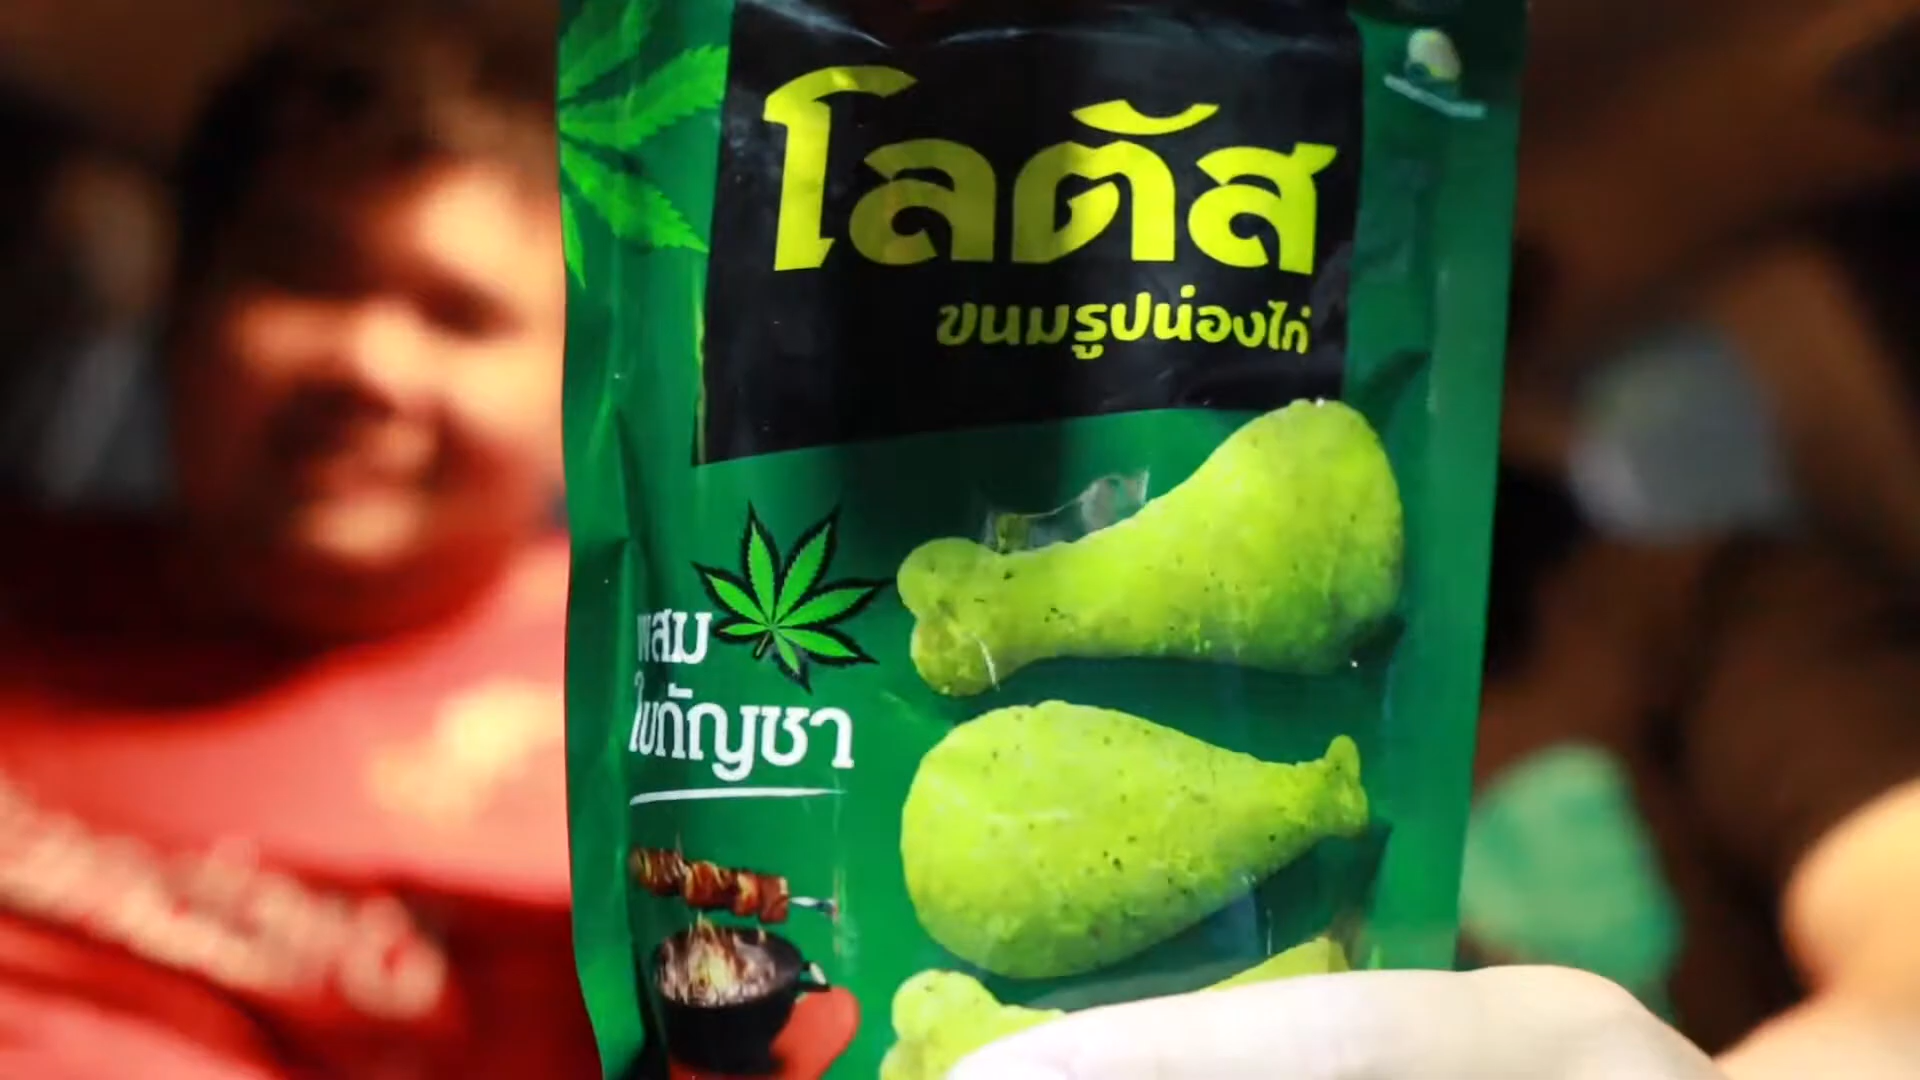 โลตัส
ขนมรูปน่องไก่
ผสม
ใบกัญชา